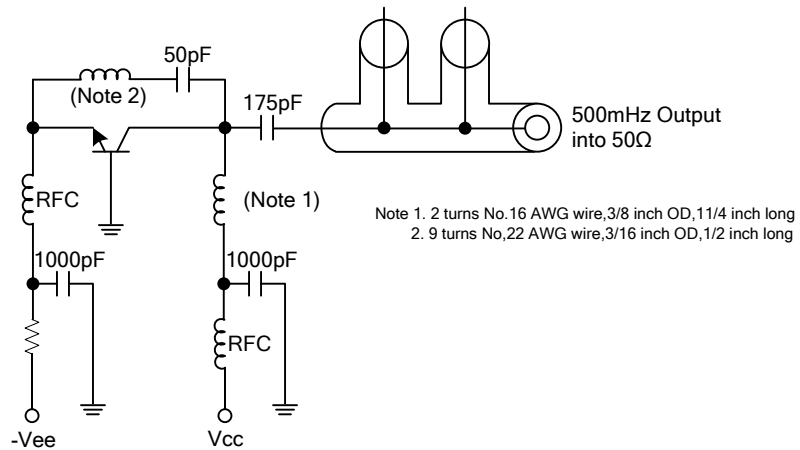 50pF
(Note 2)
175pF
500mHz Output
into 50Ω
RFC
(Note 1)
Note 1. 2 turns No.16 AWG wire,3/8 inch OD,11/4 inch long
2. 9 turns No,22 AWG wire,3/16 inch OD,1/2 inch long
1000pF
1000pF
RFC
-Vee
Vcc